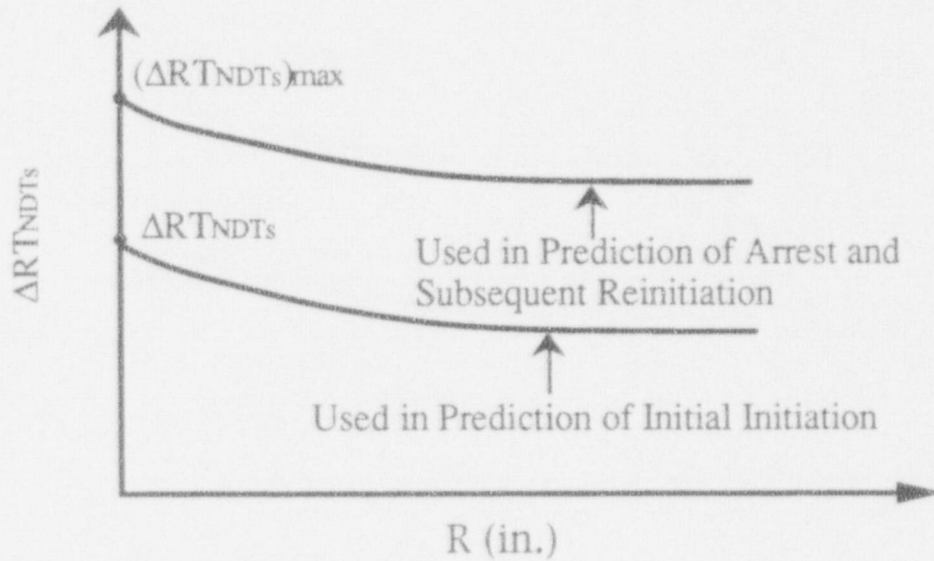 (ΔRTNDTs)max
ΔRTNDTs
ΔRTNDTs
Used in Prediction of Arrest and
Subsequent Reinitiation
Used in Prediction of Initial Initiation
R (in.)